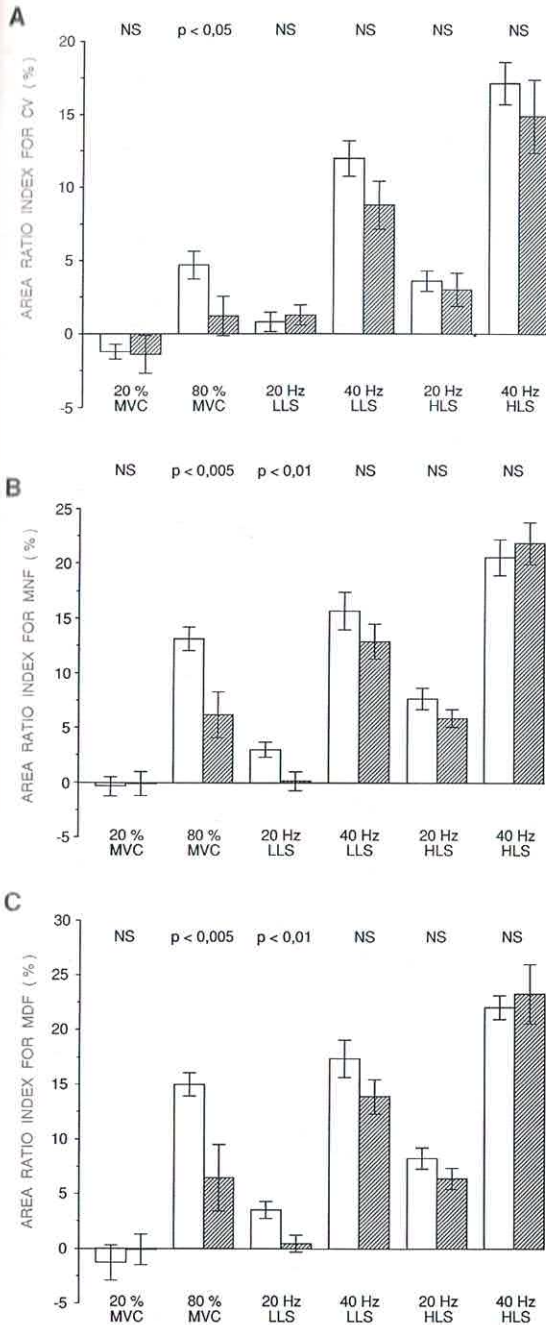 A
NS p < 0,05 NS NS NS NS
AREA RATIO INDEX FOR CV (%)
20
15
10
5
0
-5
20 % 80 % 20 Hz 40 Hz 20 Hz 40 Hz
MVC MVC LLS LLS HLS HLS
B
NS p < 0,005 p < 0,01 NS NS NS
AREA RATIO INDEX FOR MNF (%)
25
20
15
10
5
0
-5
20 % 80 % 20 Hz 40 Hz 20 Hz 40 Hz
MVC MVC LLS LLS HLS HLS
C
NS p < 0,005 p < 0,01 NS NS NS
AREA RATIO INDEX FOR MDF (%)
30
25
20
15
10
5
0
-5
20 % 80 % 20 Hz 40 Hz 20 Hz 40 Hz
MVC MVC LLS LLS HLS HLS